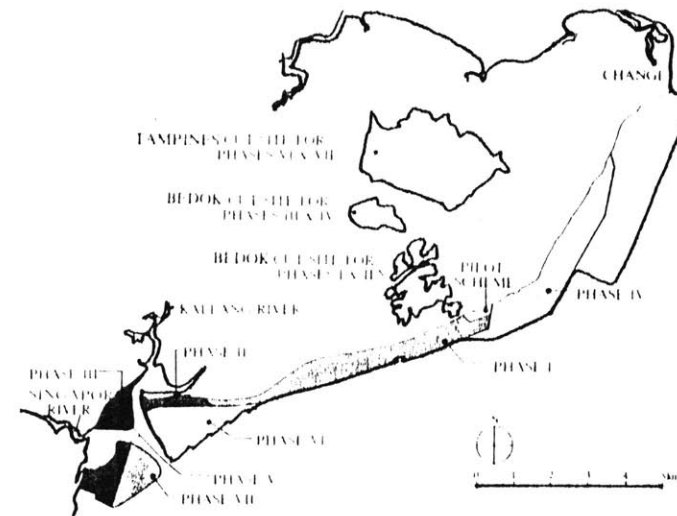 CHANGI
TAMPINES CUT SITE FOR
PHASES VI & VII
BEDOK CUT SITE FOR
PHASES III & IV
BEDOK CUT SITE FOR
PHASES I & II
PILOT
SCHEME
KALLANG RIVER
PHASE IV
PHASE II
PHASE I
PHASE III
SINGAPOR
RIVER
PHASE VI
PHASE V
PHASE VII
N
0 1 2 3 4 5km